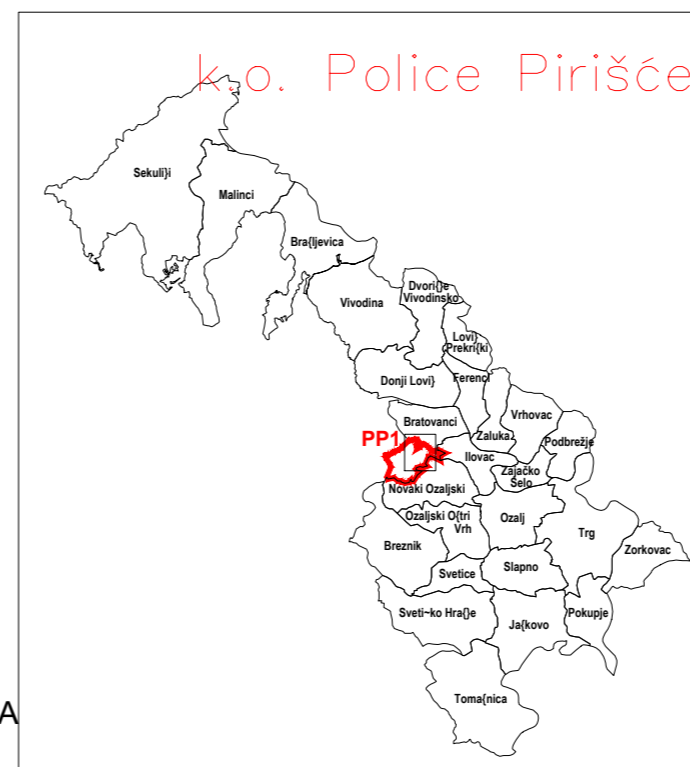 k.o. Police Pirišće
Sekuli}i
Malinci
Bra{ljevica
Vivodina
Dvori{}e
Vivodinsko
Lovi}
Prekri{ki
Donji Lovi}
Ferenci
Vrhovac
Bratovanci
Zaluka
Podbrežje
PP1
Ilovac
Zajačko
Selo
Novaki Ozaljski
Ozaljski O{tri
Vrh
Ozalj
Trg
Breznik
Zorkovac
Slapno
Svetice
Sveti~ko Hra{}e
Ja{kovo
Pokupje
Toma{nica
A